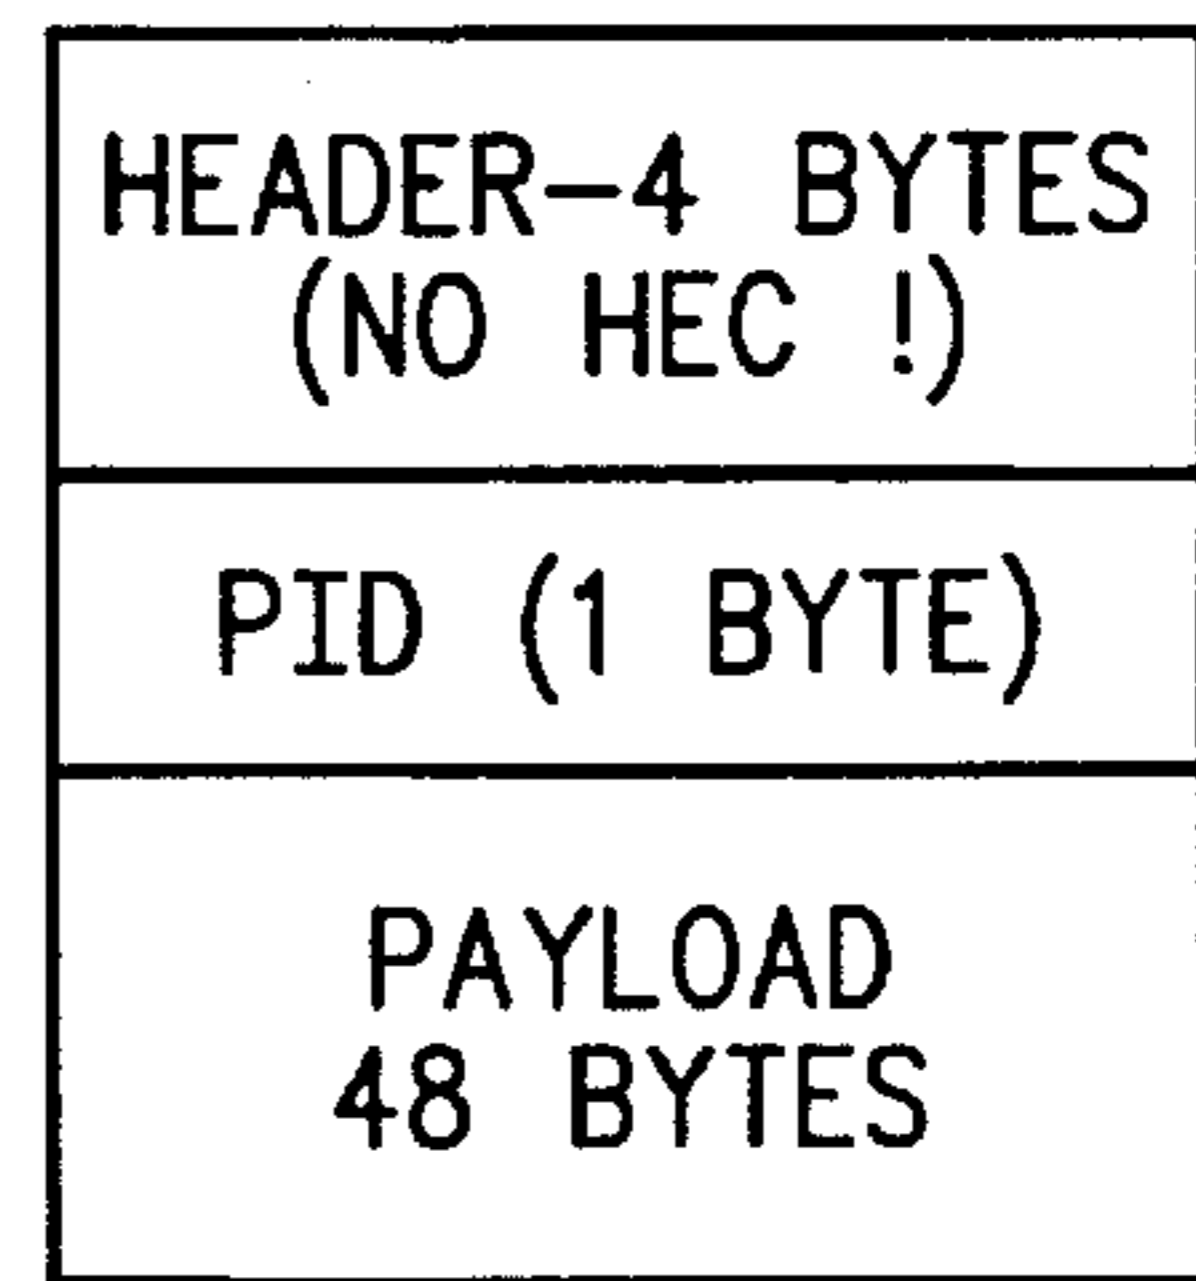 HEADER-4 BYTES
(NO HEC !)
PID (1 BYTE)
PAYLOAD
48 BYTES